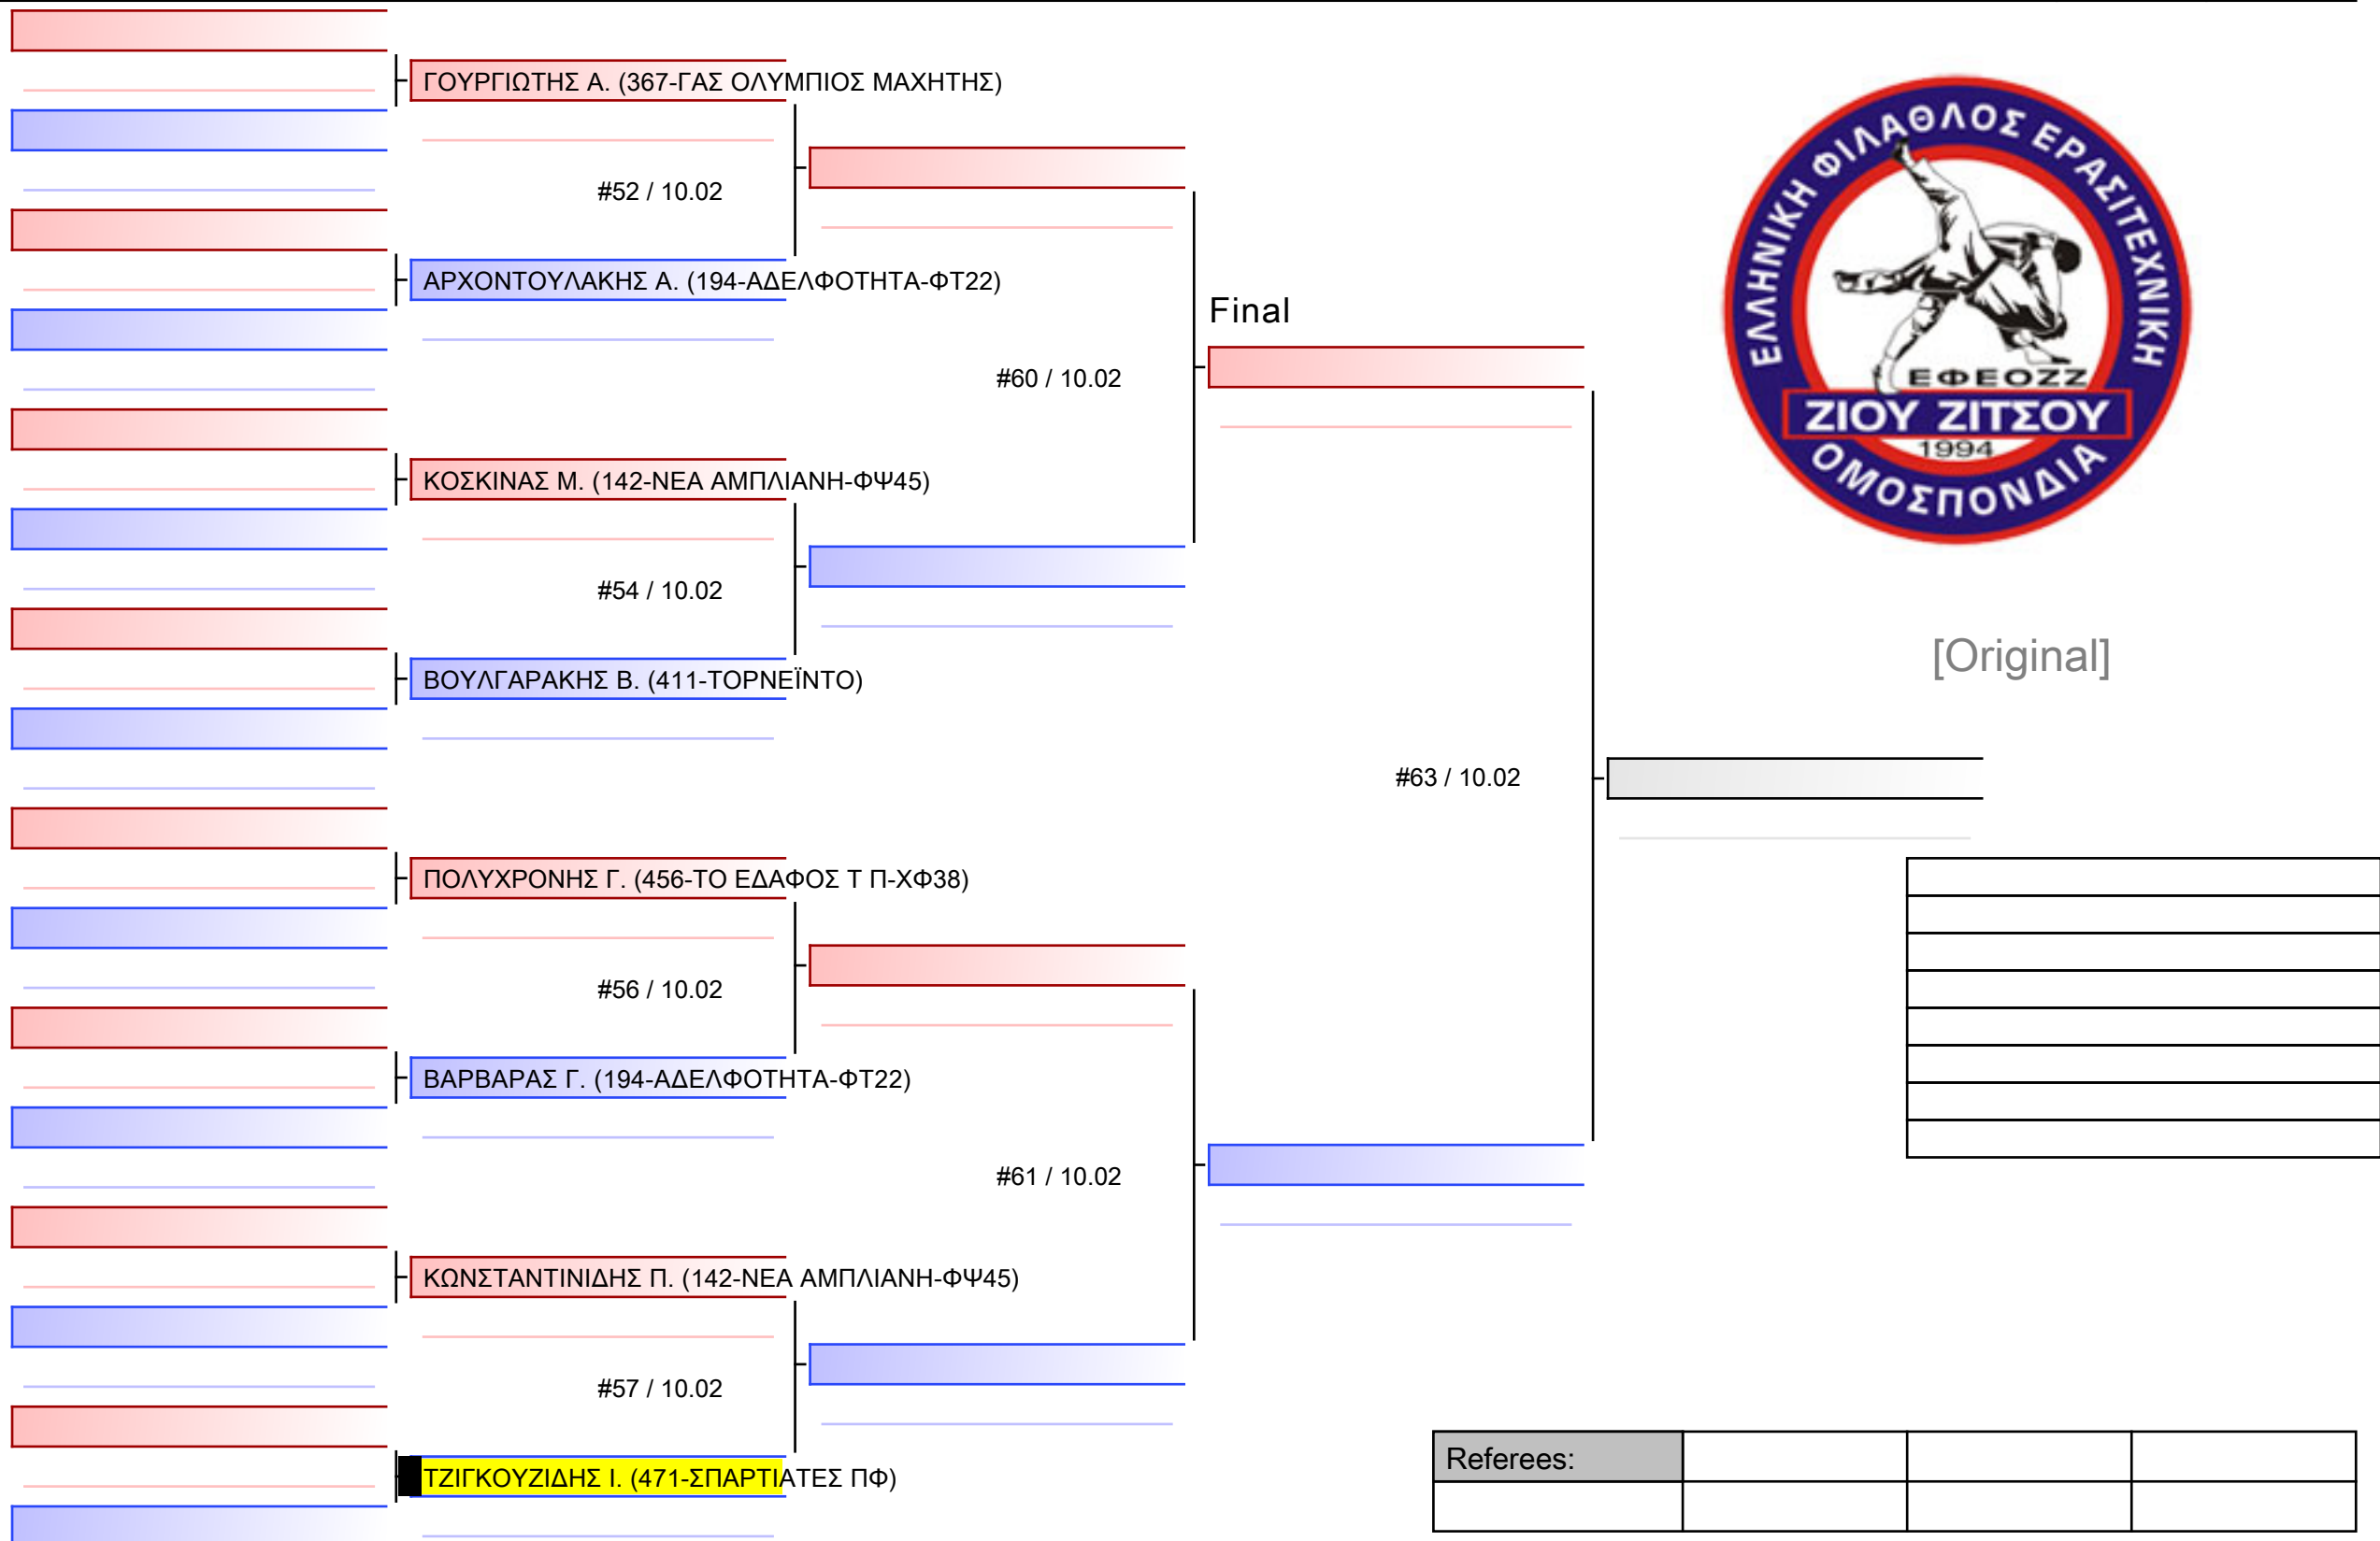 ΓΟΥΡΓΙΩΤΗΣ Α. (367-ΓΑΣ ΟΛΥΜΠΙΟΣ ΜΑΧΗΤΗΣ)
#52 / 10.02
ΑΡΧΟΝΤΟΥΛΑΚΗΣ Α. (194-ΑΔΕΛΦΟΤΗΤΑ-ΦΤ22)
Final
#60 / 10.02
ΚΟΣΚΙΝΑΣ Μ. (142-ΝΕΑ ΑΜΠΛΙΑΝΗ-ΦΨ45)
#54 / 10.02
ΒΟΥΛΓΑΡΑΚΗΣ Β. (411-ΤΟΡΝΕΪΝΤΟ)
ΕΛΛΗΝΙΚΗ ΦΙΛΑΘΛΟΣ ΕΡΑΣΙΤΕΧΝΙΚΗ
ΕΦΕΟΖΖ
ΖΙΟΥ ΖΙΤΣΟΥ
1994
ΟΜΟΣΠΟΝΔΙΑ
[Original]
#63 / 10.02
ΠΟΛΥΧΡΟΝΗΣ Γ. (456-ΤΟ ΕΔΑΦΟΣ Τ Π-ΧΦ38)
#56 / 10.02
ΒΑΡΒΑΡΑΣ Γ. (194-ΑΔΕΛΦΟΤΗΤΑ-ΦΤ22)
#61 / 10.02
ΚΩΝΣΤΑΝΤΙΝΙΔΗΣ Π. (142-ΝΕΑ ΑΜΠΛΙΑΝΗ-ΦΨ45)
#57 / 10.02
ΤΖΙΓΚΟΥΖΙΔΗΣ Ι. (471-ΣΠΑΡΤΙΑΤΕΣ ΠΦ)
Referees: